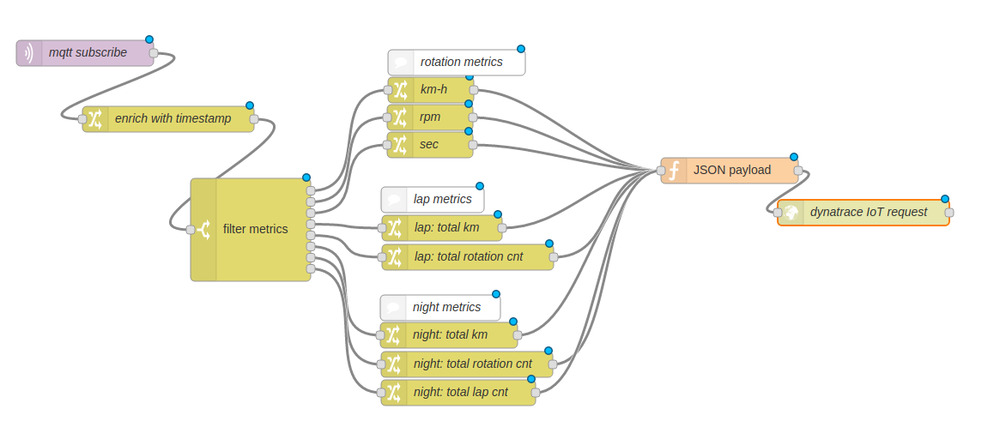 mqtt subscribe
enrich with timestamp
filter metrics
rotation metrics
km-h
rpm
sec
lap metrics
lap: total km
lap: total rotation cnt
night metrics
night: total km
night: total rotation cnt
night: total lap cnt
JSON payload
dynatrace IoT request